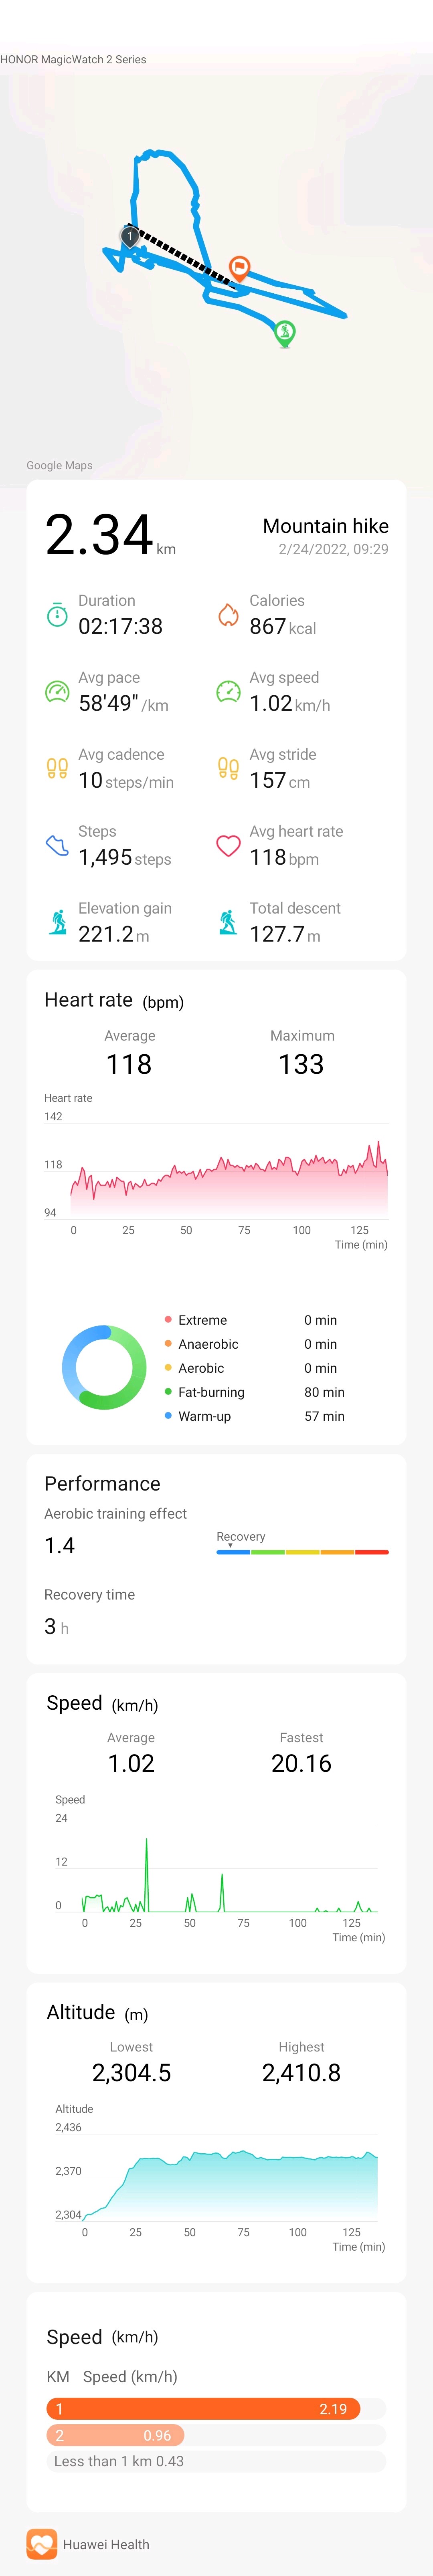 HONOR MagicWatch 2 Series
1
Google Maps
2.34 km
Mountain hike
2/24/2022, 09:29
Duration Calories
02:17:38 867 kcal
Avg pace Avg speed
58'49" /km 1.02 km/h
Avg cadence Avg stride
10 steps/min 157 cm
Steps Avg heart rate
1,495 steps 118 bpm
Elevation gain Total descent
221.2 m 127.7 m
Heart rate (bpm)
Average Maximum
118 133
Heart rate
142
118
94
0 25 50 75 100 125
Time (min)
Extreme 0 min
Anaerobic 0 min
Aerobic 0 min
Fat-burning 80 min
Warm-up 57 min
Performance
Aerobic training effect
1.4
Recovery
Recovery time
3 h
Speed (km/h)
Average Fastest
1.02 20.16
Speed
24
12
0
0 25 50 75 100 125
Time (min)
Altitude (m)
Lowest Highest
2,304.5 2,410.8
Altitude
2,436
2,370
2,304
0 25 50 75 100 125
Time (min)
Speed (km/h)
KM Speed (km/h)
1 2.19
2 0.96
Less than 1 km 0.43
Huawei Health